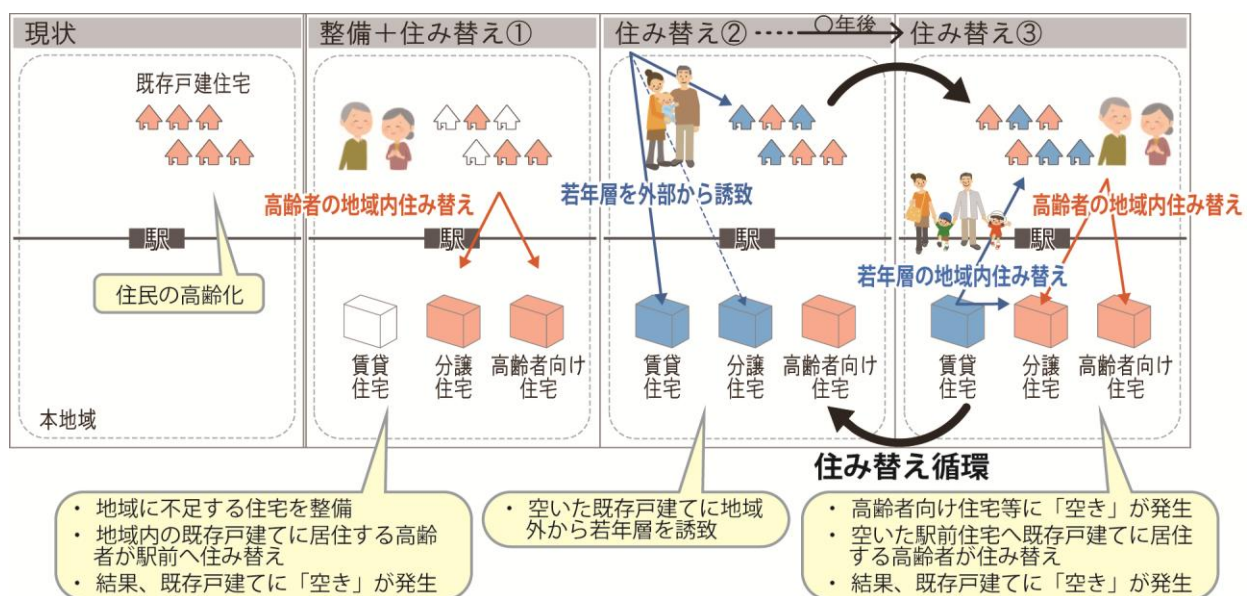 現状
既存戸建住宅
駅
住民の高齢化
本地域
整備+住み替え①
高齢者の地域内住み替え
駅
賃貸
住宅
分譲
住宅
高齢者向け
住宅
・ 地域に不足する住宅を整備
・ 地域内の既存戸建てに居住する高齢
者が駅前へ住み替え
・ 結果、既存戸建てに「空き」が発生
住み替え②
〇年後
若年層を外部から誘致
駅
賃貸
住宅
分譲
住宅
高齢者向け
住宅
・ 空いた既存戸建てに地域
外から若年層を誘致
住み替え③
高齢者の地域内住み替え
駅
若年層の地域内住み替え
賃貸
住宅
分譲
住宅
高齢者向け
住宅
住み替え循環
・ 高齢者向け住宅等に「空き」が発生
・ 空いた駅前住宅へ既存戸建てに居住
する高齢者が住み替え
・ 結果、既存戸建てに「空き」が発生